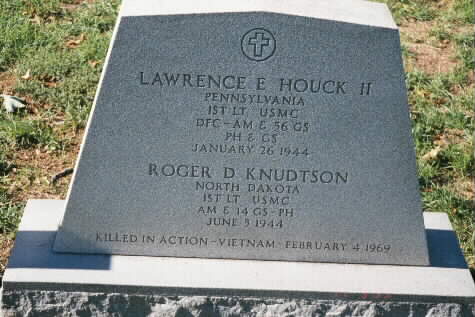 LAWRENCE E HOUCK II
PENNSYLVANIA
1ST LT USMC
DFC-AM & 56 GS
PH & GS
JANUARY 26 1944
ROGER D KNUDTSON
NORTH DAKOTA
1ST LT USMC
AM & 14 GS-PH
JUNE 5 1944
KILLED IN ACTION-VIETNAM-FEBRUARY 4 1969